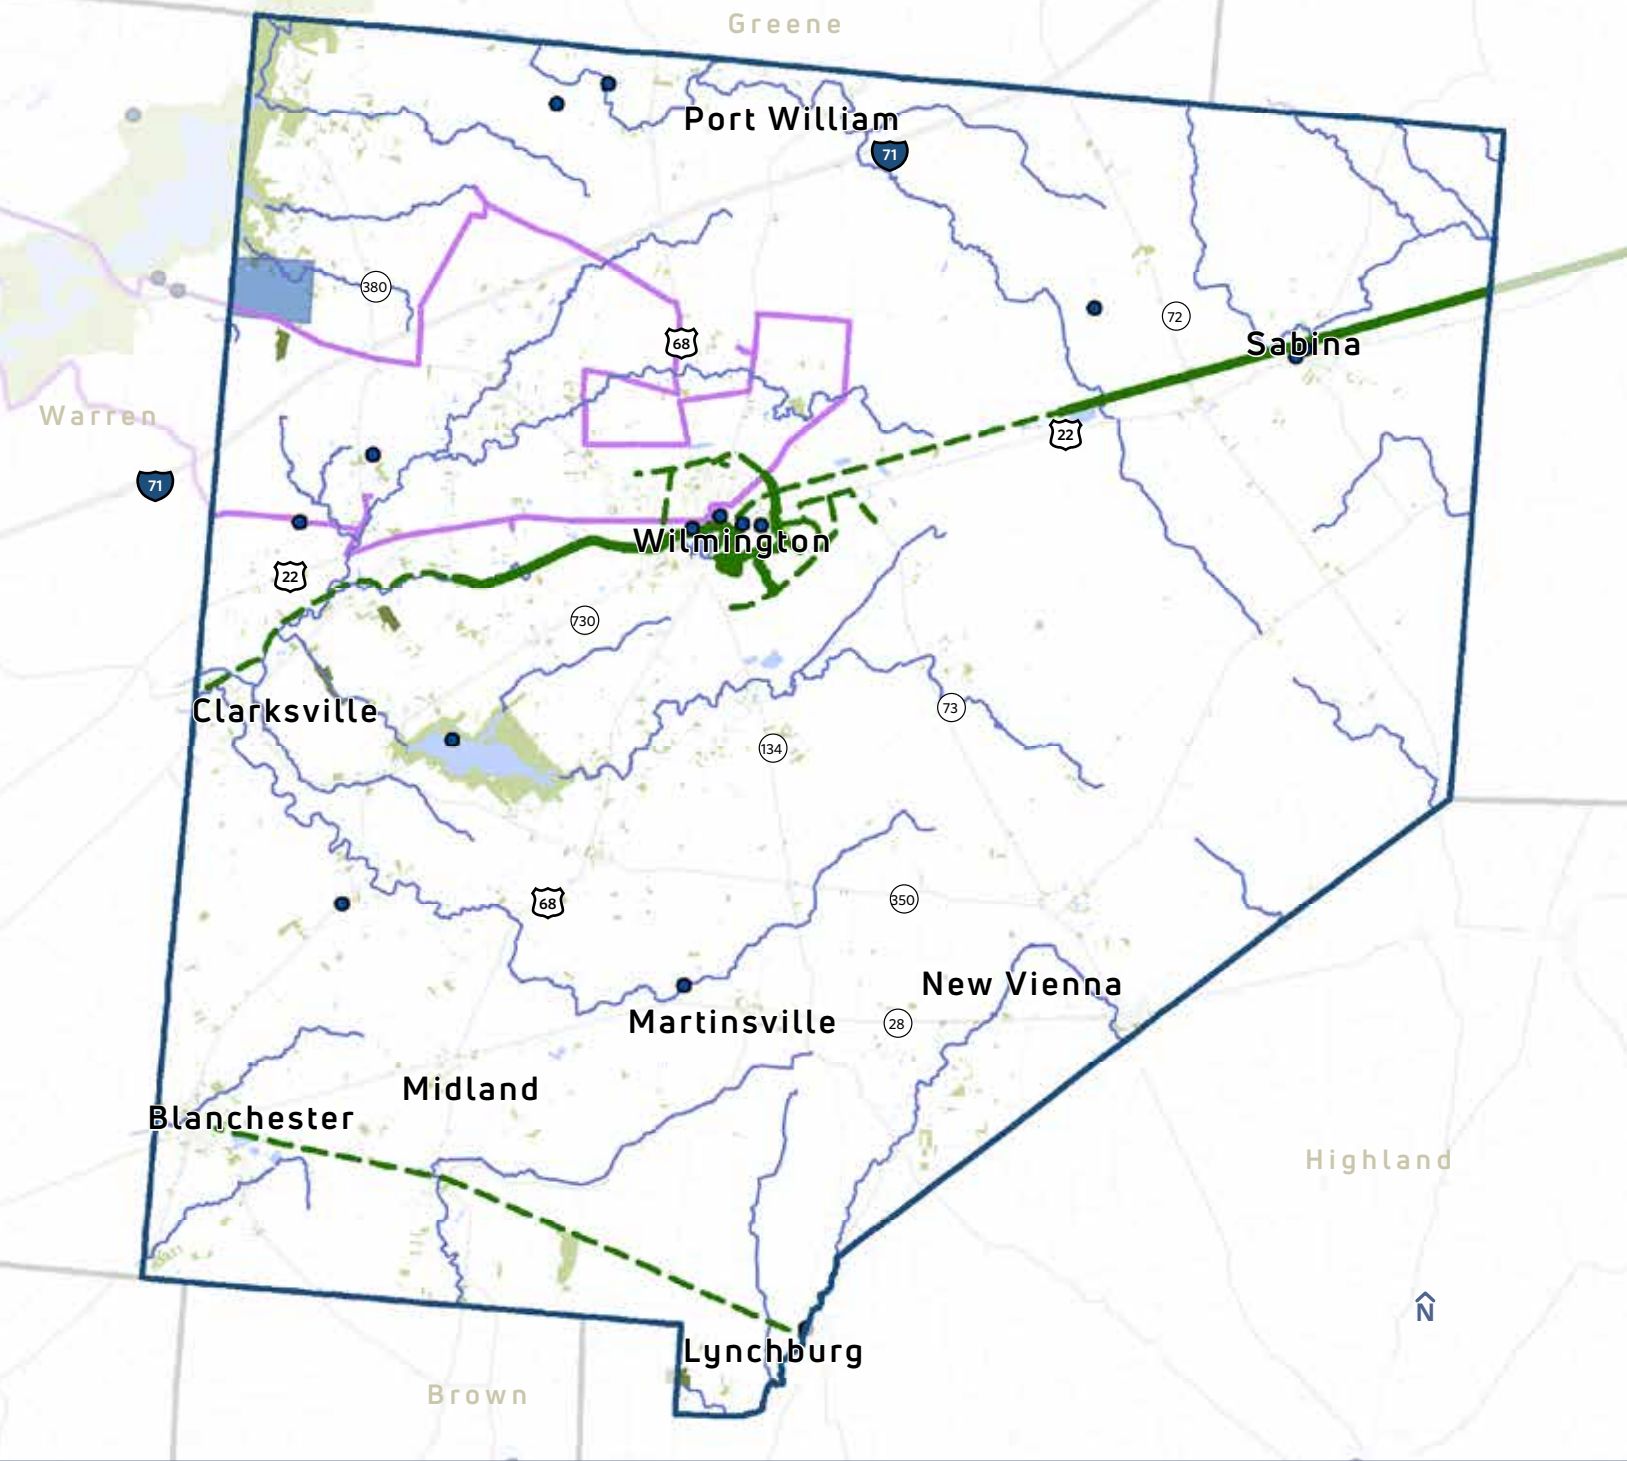 Greene
Port William
71
380
72
68
Sabina
Warren
22
71
Wilmington
22
730
Clarksville
73
134
68
350
New Vienna
Martinsville
28
Midland
Blanchester
Highland
N
Lynchburg
Brown